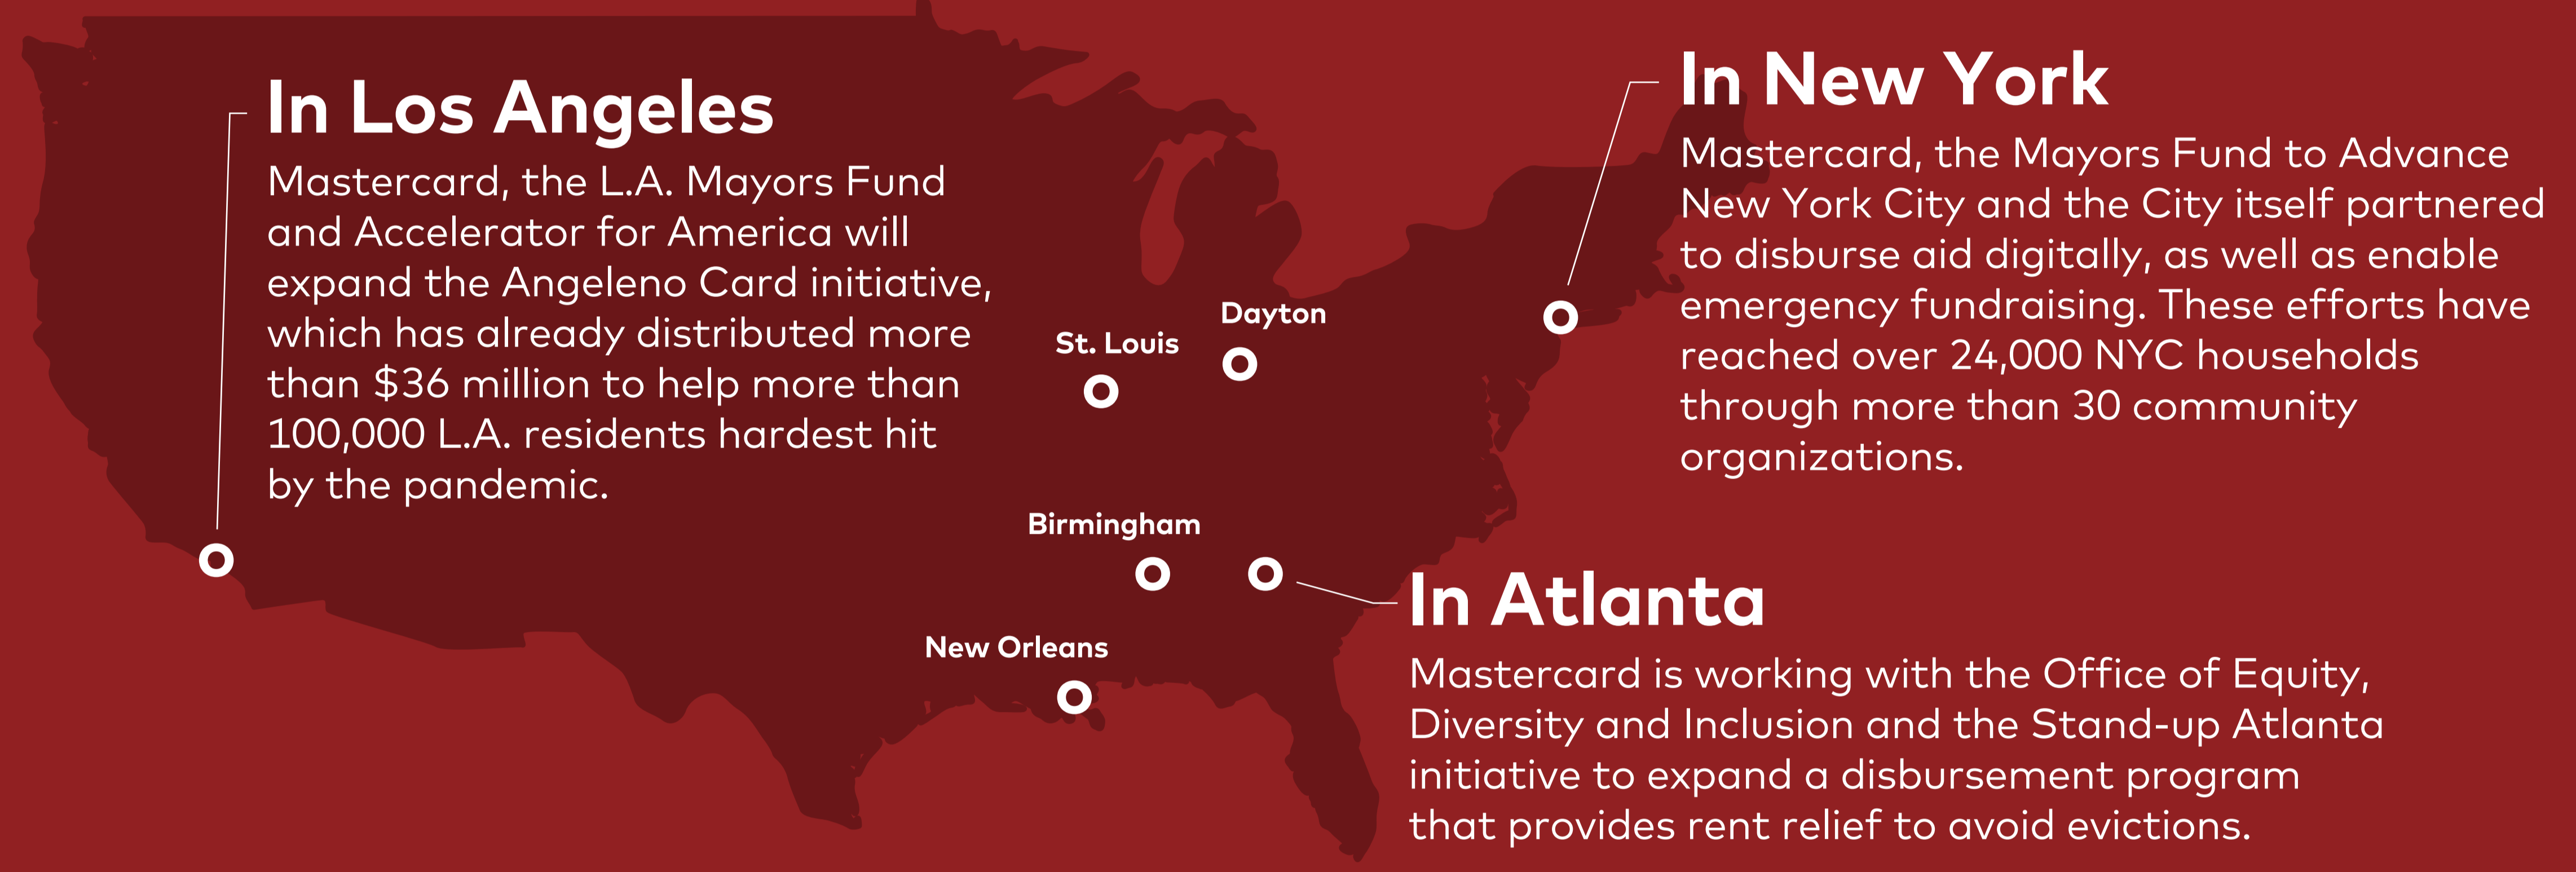 In Los Angeles
Mastercard, the L.A. Mayors Fund
and Accelerator for America will
expand the Angeleno Card initiative,
which has already distributed more
than $36 million to help more than
100,000 L.A. residents hardest hit
by the pandemic.
In New York
Mastercard, the Mayors Fund to Advance
New York City and the City itself partnered
to disburse aid digitally, as well as enable
emergency fundraising. These efforts have
reached over 24,000 NYC households
through more than 30 community
organizations.
Dayton
St. Louis
Birmingham
New Orleans
In Atlanta
Mastercard is working with the Office of Equity,
Diversity and Inclusion and the Stand-up Atlanta
initiative to expand a disbursement program
that provides rent relief to avoid evictions.